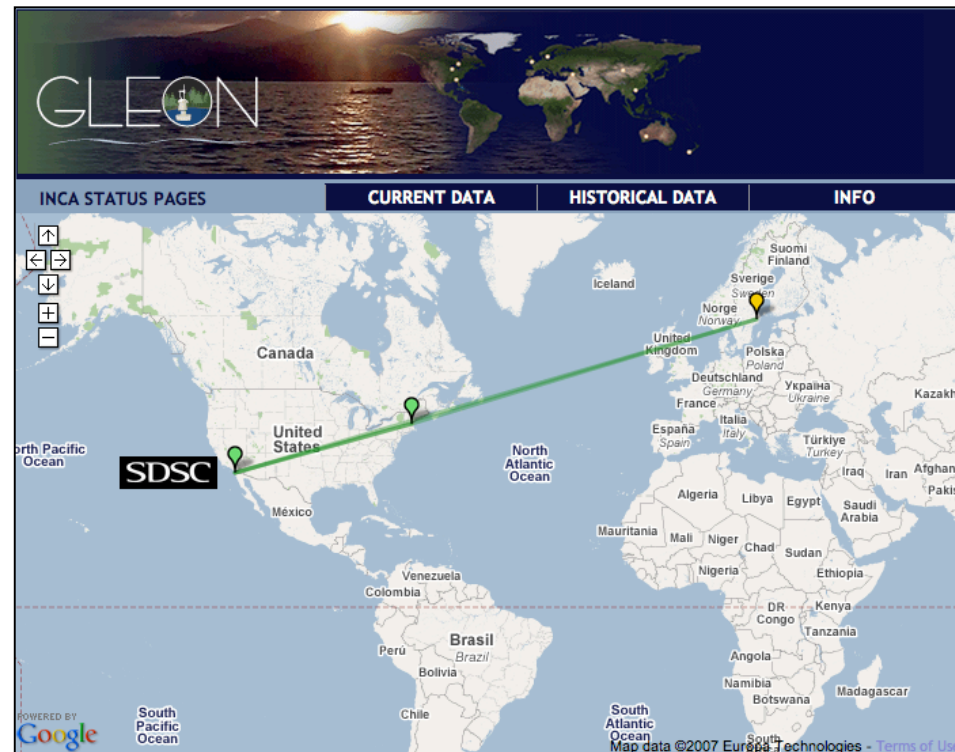 GLEON
INCA STATUS PAGES
CURRENT DATA
HISTORICAL DATA
INFO
Suomi
Finland
Iceland
Sverige
Sweden
Norge
Norway
United
Kingdom
Canada
Polska
Poland
Deutschland
Germany
Україна
Ukraine
Kazakh
France
United
States
España
Spain
Italia
Italy
Türkiye
Turkey
orth Pacific
Ocean
SDSC
North
Atlantic
Ocean
Iraq
Iran
Afghan
Pakis
Algeria
Libya
Egypt
Saudi
Arabia
México
Mauritania
Mali
Niger
Chad
Sudan
Nigeria
Ethiopia
Venezuela
Colombia
DR
Congo
Kenya
Tanzania
Brasil
Brazil
Perú
Bolivia
Angola
Namibia
Botswana
Madagascar
Chile
POWERED BY
Google
South
Pacific
Ocean
South
Atlantic
Ocean
South
Map data ©2007 Europa Technologies - Terms of Use